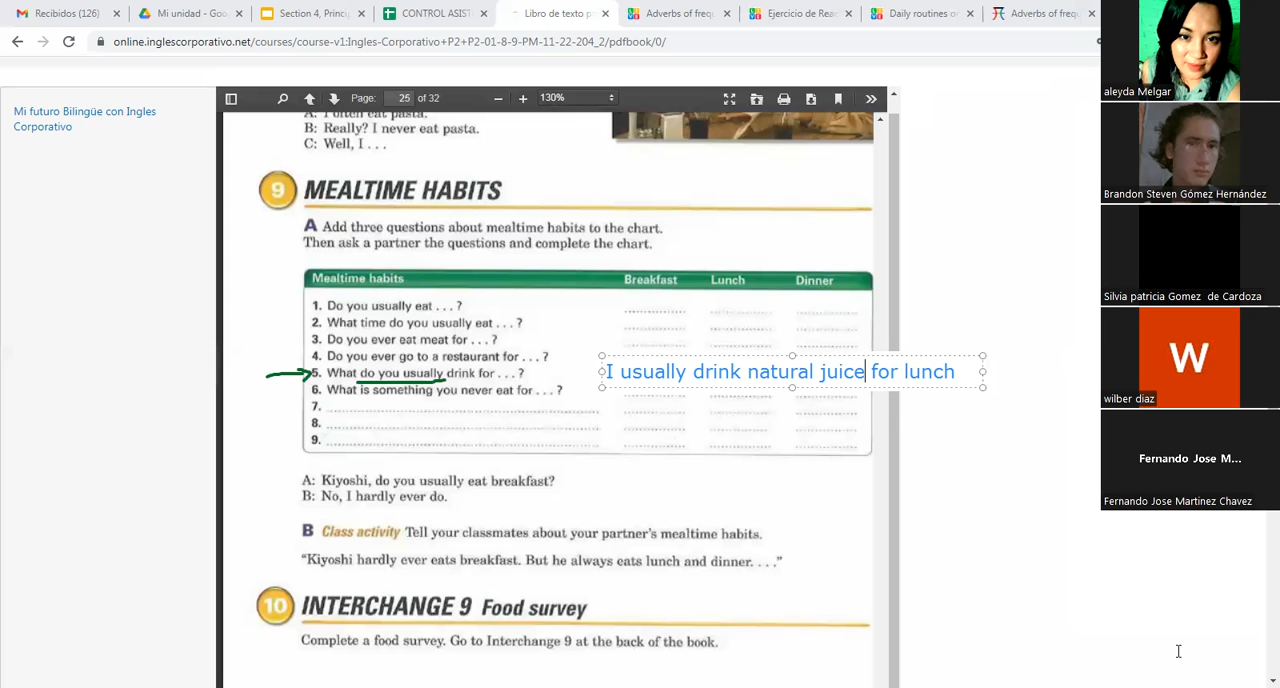 Recibidos (126)
Mi unidad - Goo
Section 4, Princi
CONTROL ASIST
Libro de texto p
Adverbs of frequ
Ejercicio de Rea
Daily routines o
Adverbs of frequ
online.inglescorporativo.net/courses/course-v1:Ingles-Corporativo+P2+P2-01-8-9-PM-11-22-204_2/pdfbook/0/
Mi futuro Bilingüe con Ingles
Corporativo
Page: 25 of 32
130%
A: I often eat pasta.
B: Really? I never eat pasta.
C: Well, I . . .
9 MEALTIME HABITS
A Add three questions about mealtime habits to the chart.
Then ask a partner the questions and complete the chart.
Mealtime habits Breakfast Lunch Dinner
1. Do you usually eat . . . ?
2. What time do you usually eat . . . ?
3. Do you ever eat meat for . . . ?
4. Do you ever go to a restaurant for . . . ?
5. What do you usually drink for . . . ?
I usually drink natural juice for lunch
6. What is something you never eat for . . . ?
7.
8.
9.
A: Kiyoshi, do you usually eat breakfast?
B: No, I hardly ever do.
B Class activity Tell your classmates about your partner's mealtime habits.
"Kiyoshi hardly ever eats breakfast. But he always eats lunch and dinner. . . ."
10 INTERCHANGE 9 Food survey
Complete a food survey. Go to Interchange 9 at the back of the book.
aleyda Melgar
Brandon Steven Gómez Hernández
Silvia patricia Gomez de Cardoza
W
wilber diaz
Fernando Jose M...
Fernando Jose Martinez Chavez